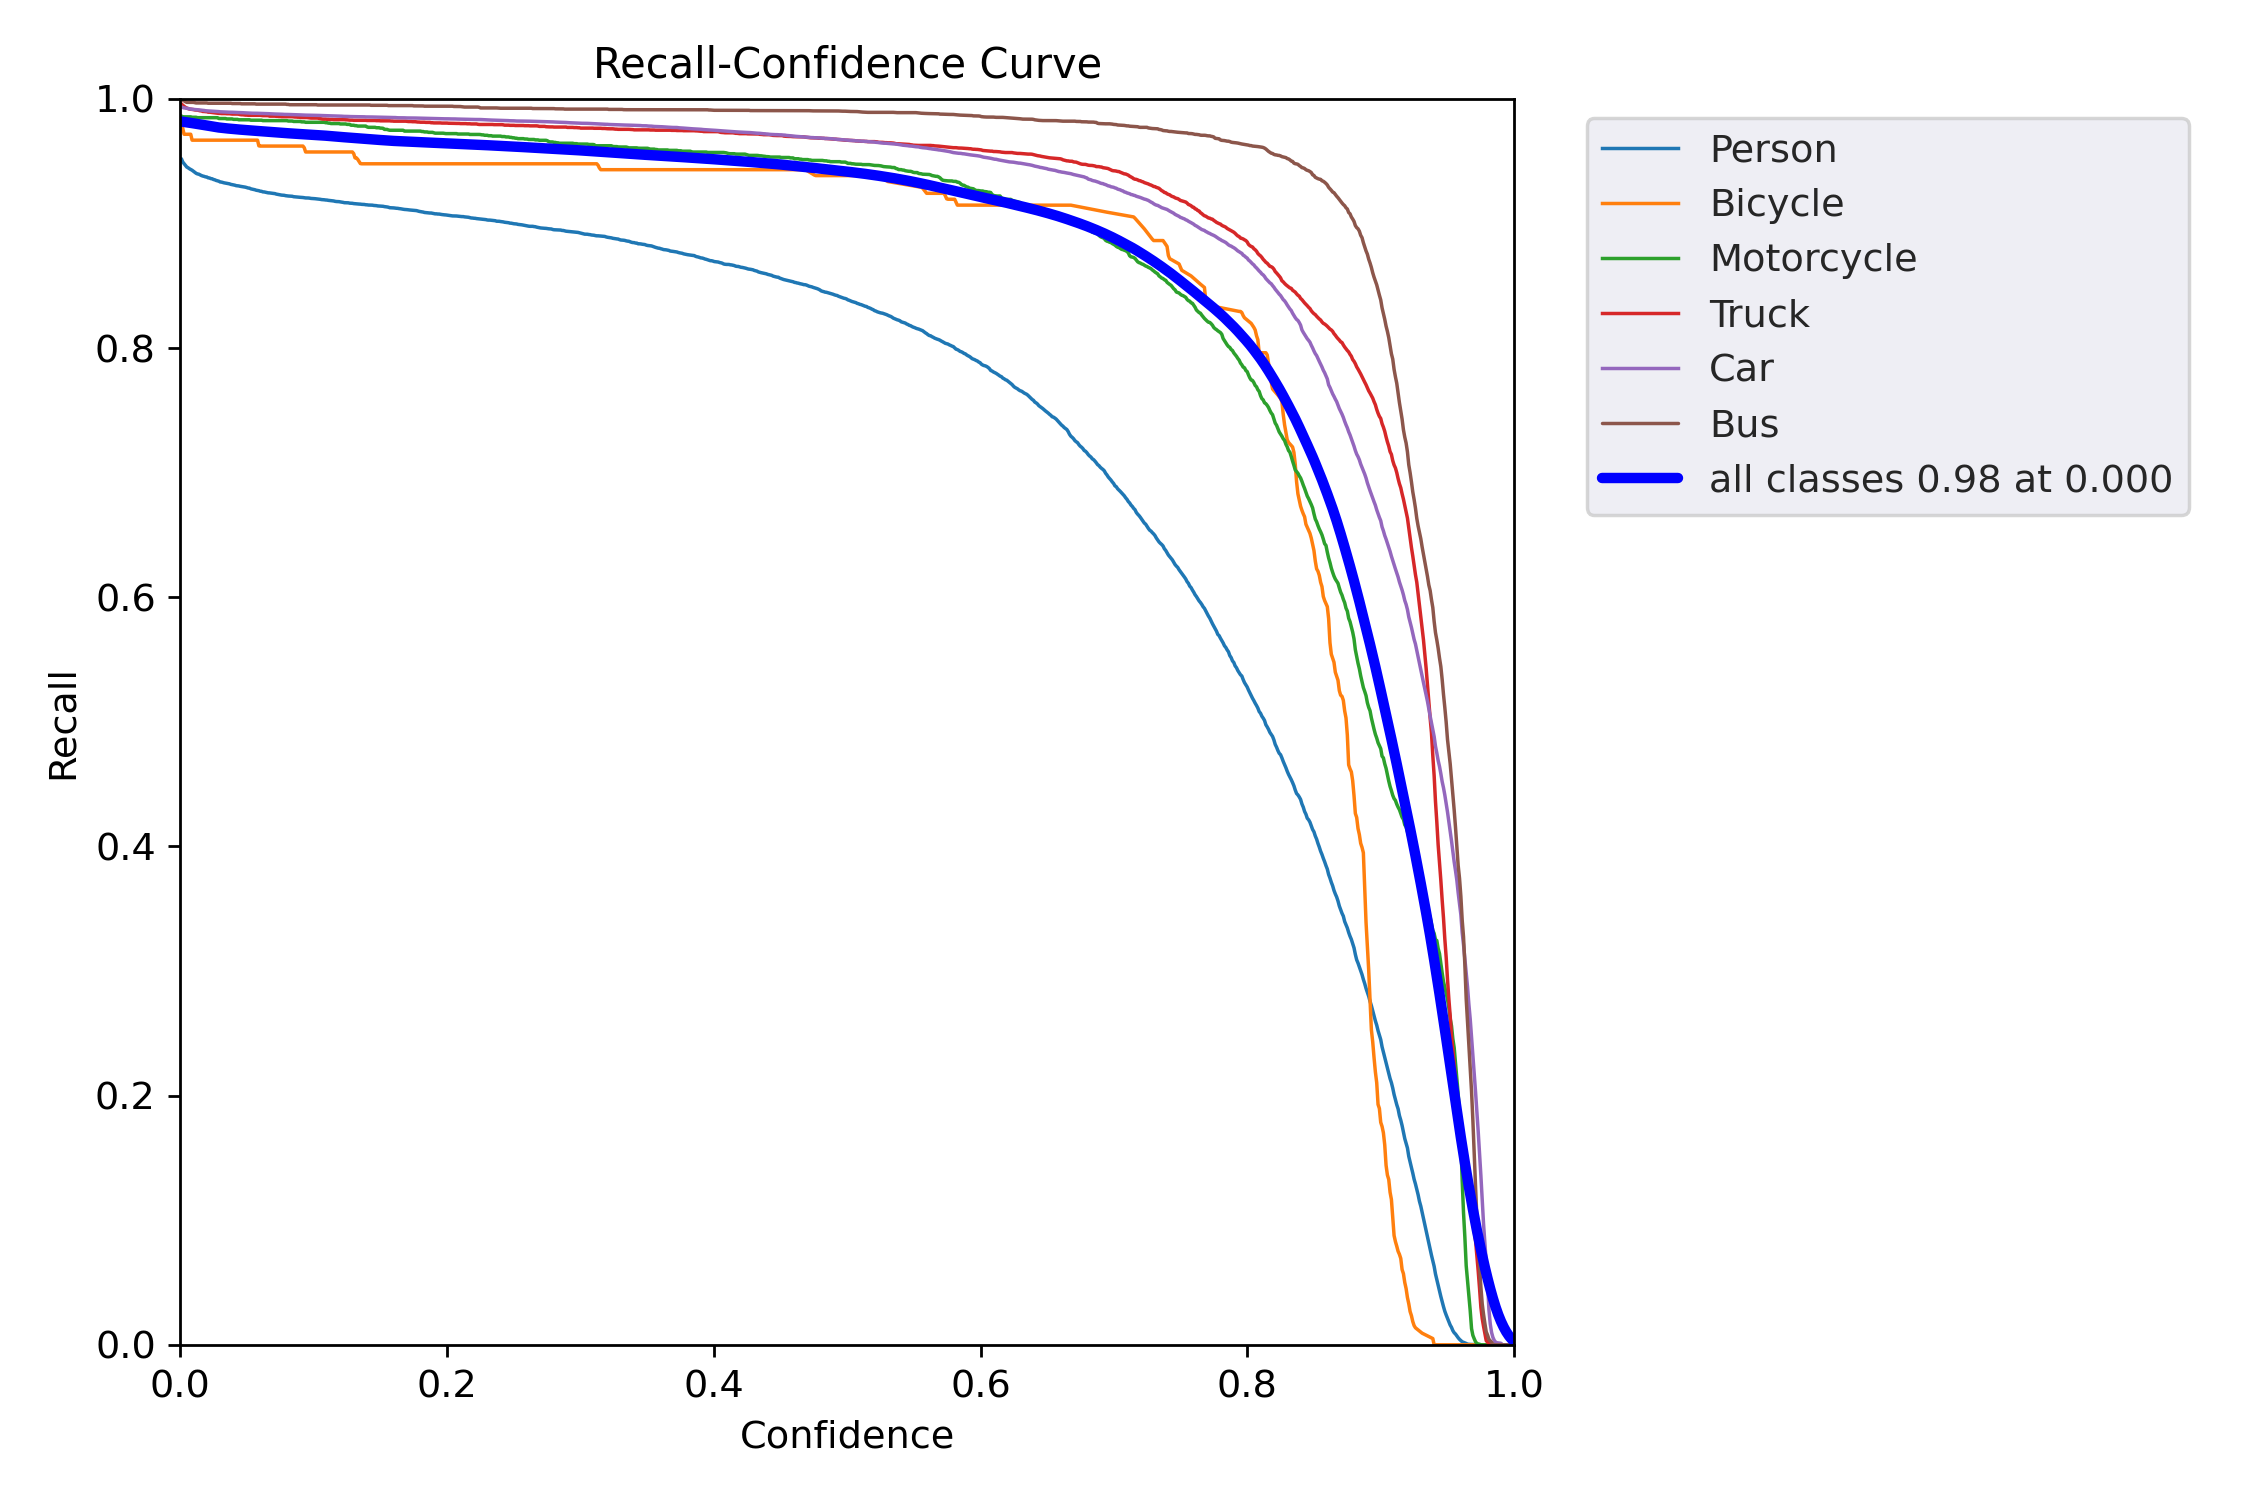 Recall-Confidence Curve
1.0
0.8
0.6
0.4
0.2
0.0
Recall
0.0 0.2 0.4 0.6 0.8 1.0
Confidence
Person
Bicycle
Motorcycle
Truck
Car
Bus
all classes 0.98 at 0.000